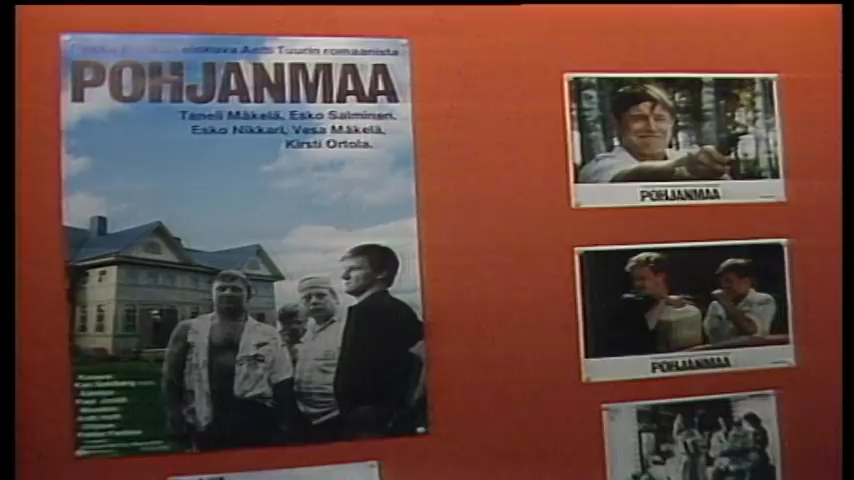 elokuva Antti Tuurin romaanista
POHJANMAA
Taneli Mäkelä, Esko Salminen,
Esko Nikkari, Vesa Mäkelä,
Kirsti Ortola.
POHJANMAA
POHJANMAA